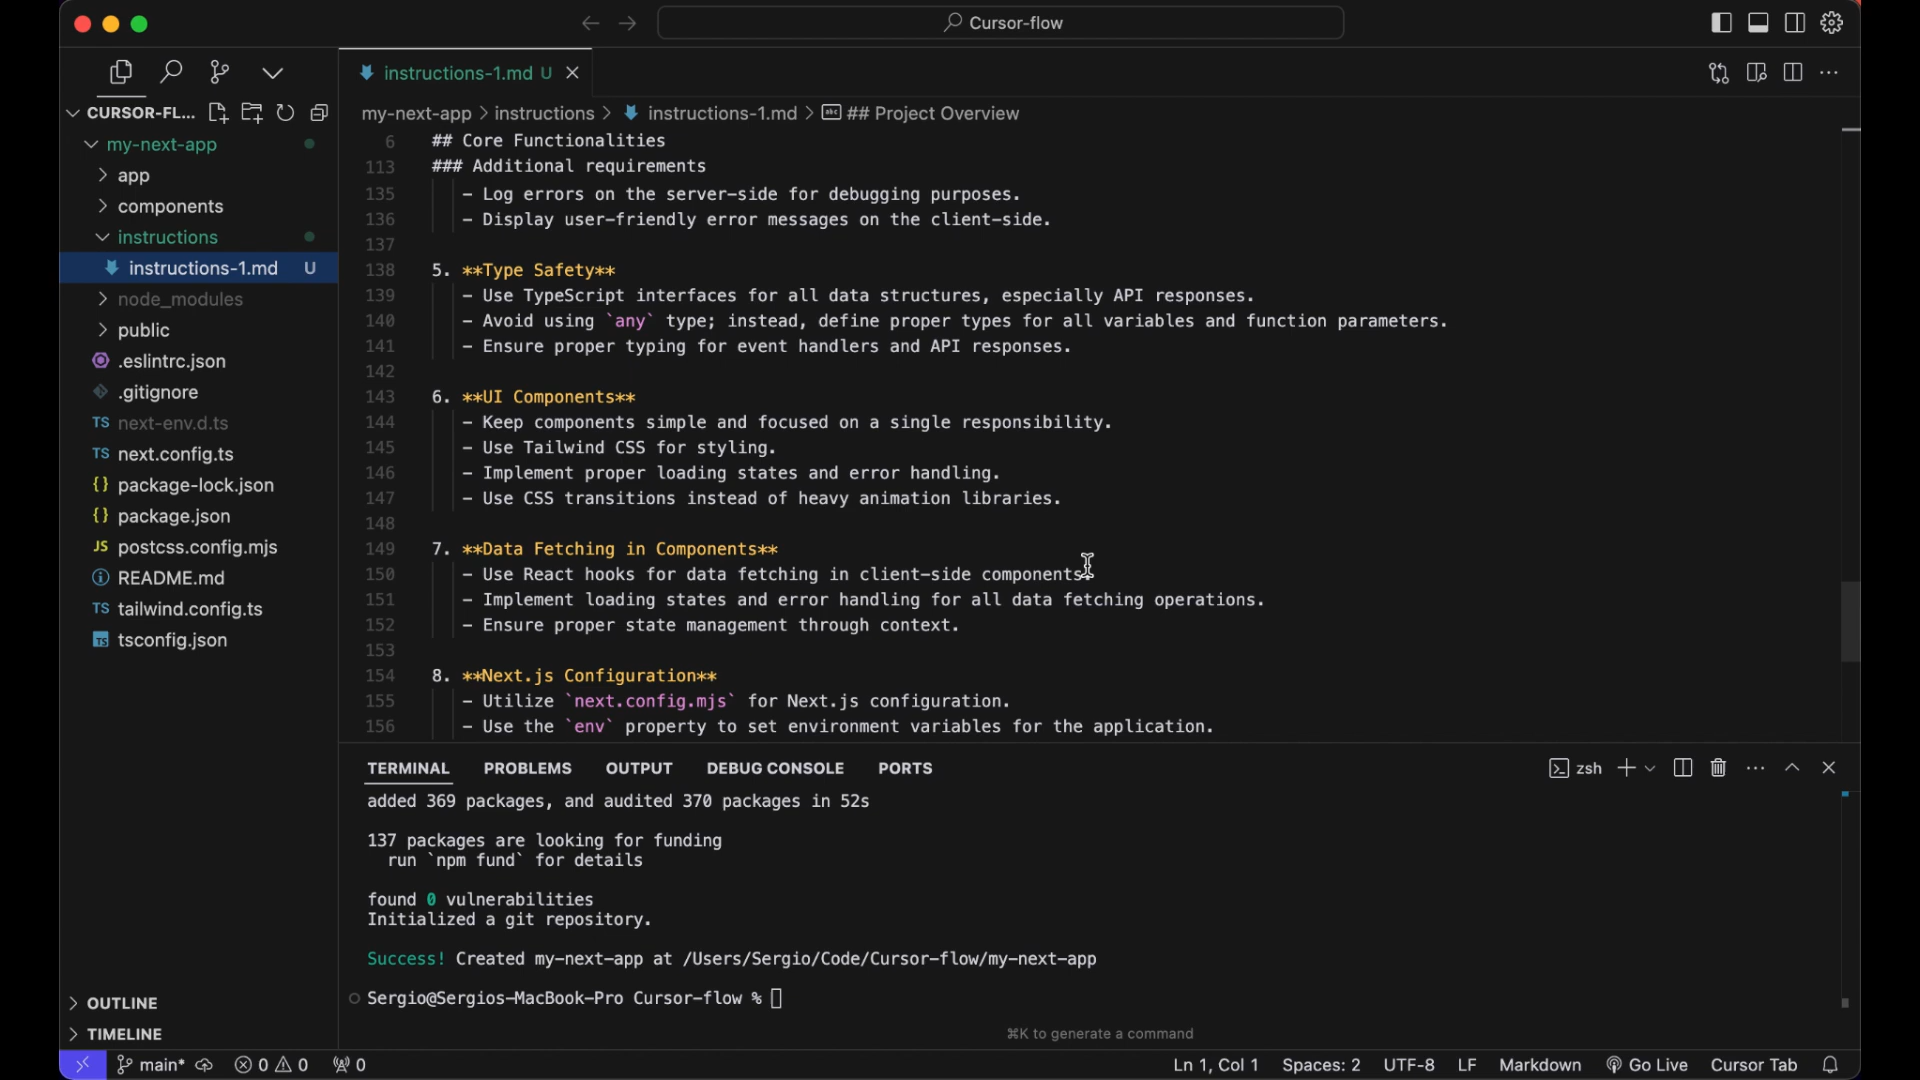 Cursor-flow
instructions-1.md U
CURSOR-FL...
my-next-app > instructions > instructions-1.md > ## Project Overview
my-next-app
app
components
instructions
instructions-1.md U
node_modules
public
.eslintrc.json
.gitignore
TS next-env.d.ts
TS next.config.ts
{} package-lock.json
{} package.json
JS postcss.config.mjs
README.md
TS tailwind.config.ts
TS tsconfig.json
OUTLINE
TIMELINE
6 ## Core Functionalities
113 ### Additional requirements
135 - Log errors on the server-side for debugging purposes.
136 - Display user-friendly error messages on the client-side.
137
138 5. **Type Safety**
139 - Use TypeScript interfaces for all data structures, especially API responses.
140 - Avoid using `any` type; instead, define proper types for all variables and function parameters.
141 - Ensure proper typing for event handlers and API responses.
142
143 6. **UI Components**
144 - Keep components simple and focused on a single responsibility.
145 - Use Tailwind CSS for styling.
146 - Implement proper loading states and error handling.
147 - Use CSS transitions instead of heavy animation libraries.
148
149 7. **Data Fetching in Components**
150 - Use React hooks for data fetching in client-side components.
151 - Implement loading states and error handling for all data fetching operations.
152 - Ensure proper state management through context.
153
154 8. **Next.js Configuration**
155 - Utilize `next.config.mjs` for Next.js configuration.
156 - Use the `env` property to set environment variables for the application.
TERMINAL PROBLEMS OUTPUT DEBUG CONSOLE PORTS zsh
added 369 packages, and audited 370 packages in 52s
137 packages are looking for funding
run `npm fund` for details
found 0 vulnerabilities
Initialized a git repository.
Success! Created my-next-app at /Users/Sergio/Code/Cursor-flow/my-next-app
Sergio@Sergios-MacBook-Pro Cursor-flow %
⌘K to generate a command
main* 0 0 0 Ln 1, Col 1 Spaces: 2 UTF-8 LF Markdown Go Live Cursor Tab